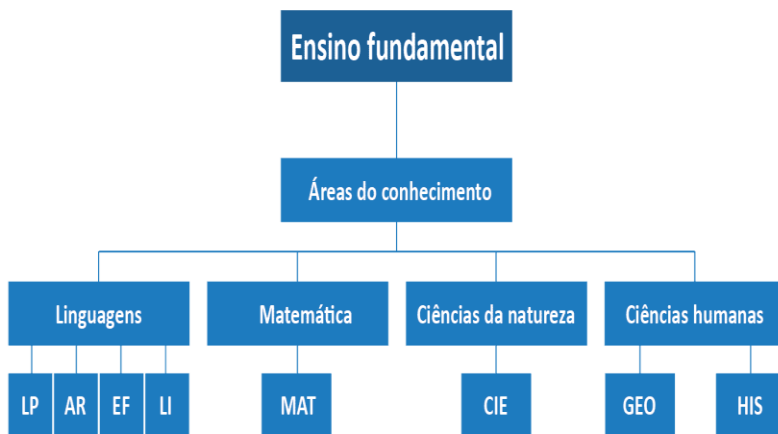 Ensino fundamental
Áreas do conhecimento
Linguagens
Matemática
Ciências da natureza
Ciências humanas
LP
AR
EF
LI
MAT
CIE
GEO
HIS